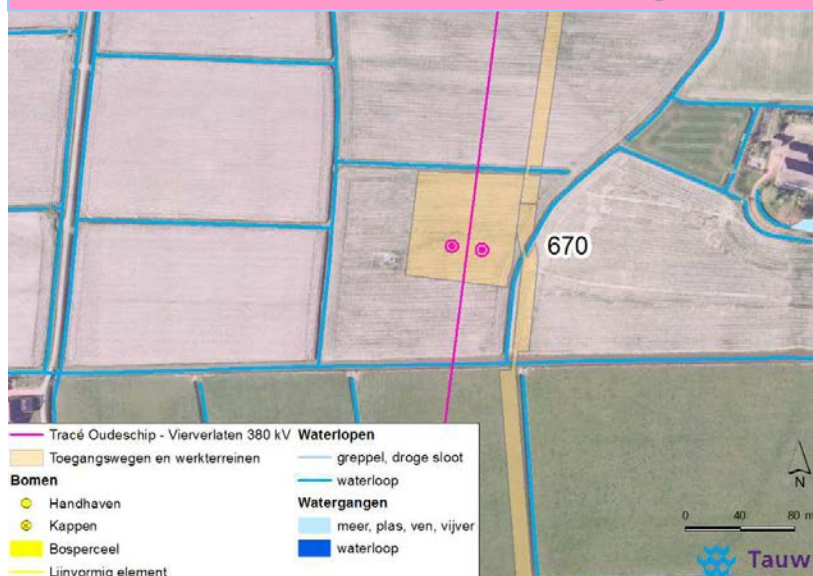 670
Tracé Oudeschip - Vierverlaten 380 kV
Toegangswegen en werkterreinen
Bomen
Handhaven
Kappen
Bosperceel
Lijnvormig element
Waterlopen
greppel, droge sloot
waterloop
Watergangen
meer, plas, ven, vijver
waterloop
N
0 40 80 m
Tauw